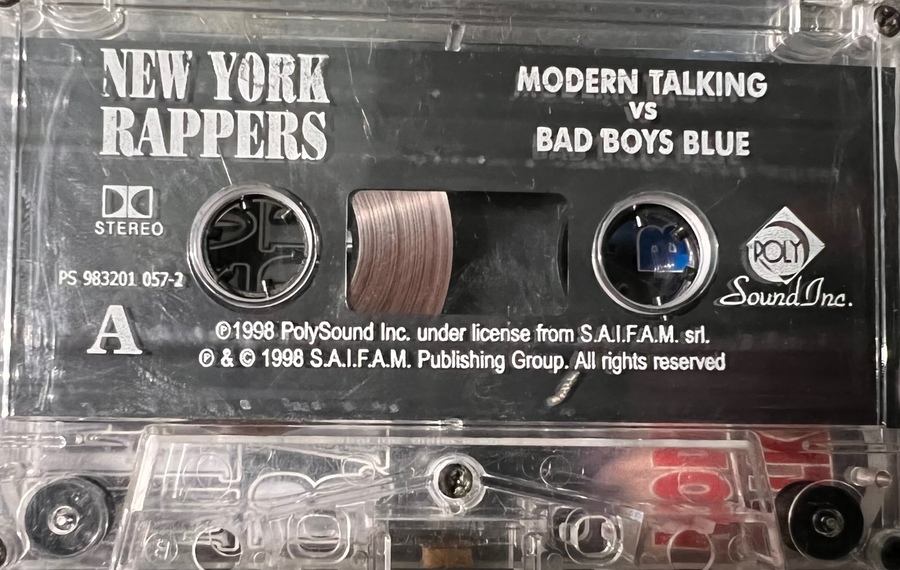 NEW YORK
RAPPERS
MODERN TALKING
VS
BAD BOYS BLUE
STEREO
PS 983201 057-2
A
POLY
Sound Inc.
℗1998 PolySound Inc. under license from S.A.I.F.A.M. srl.
℗ & © 1998 S.A.I.F.A.M. Publishing Group. All rights reserved